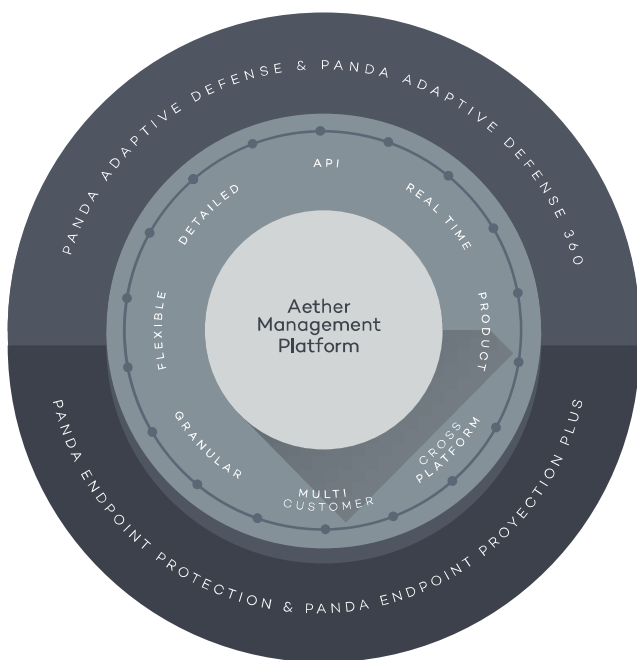 PANDA ADAPTIVE DEFENSE & PANDA ADAPTIVE DEFENSE 360
API
REAL TIME
PRODUCT
CROSS
PLATFORM
MULTI
CUSTOMER
GRANULAR
FLEXIBLE
DETAILED
Aether
Management
Platform
PANDA ENDPOINT PROTECTION & PANDA ENDPOINT PROYECTION PLUS